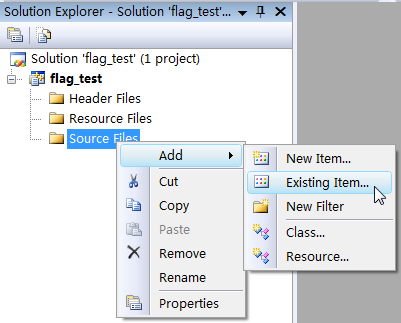 Solution Explorer - Solution 'flag_test'...
Solution 'flag_test' (1 project)
flag_test
Header Files
Resource Files
Source Files
Add
Cut
Copy
Paste
Remove
Rename
Properties
New Item...
Existing Item...
New Filter
Class...
Resource...